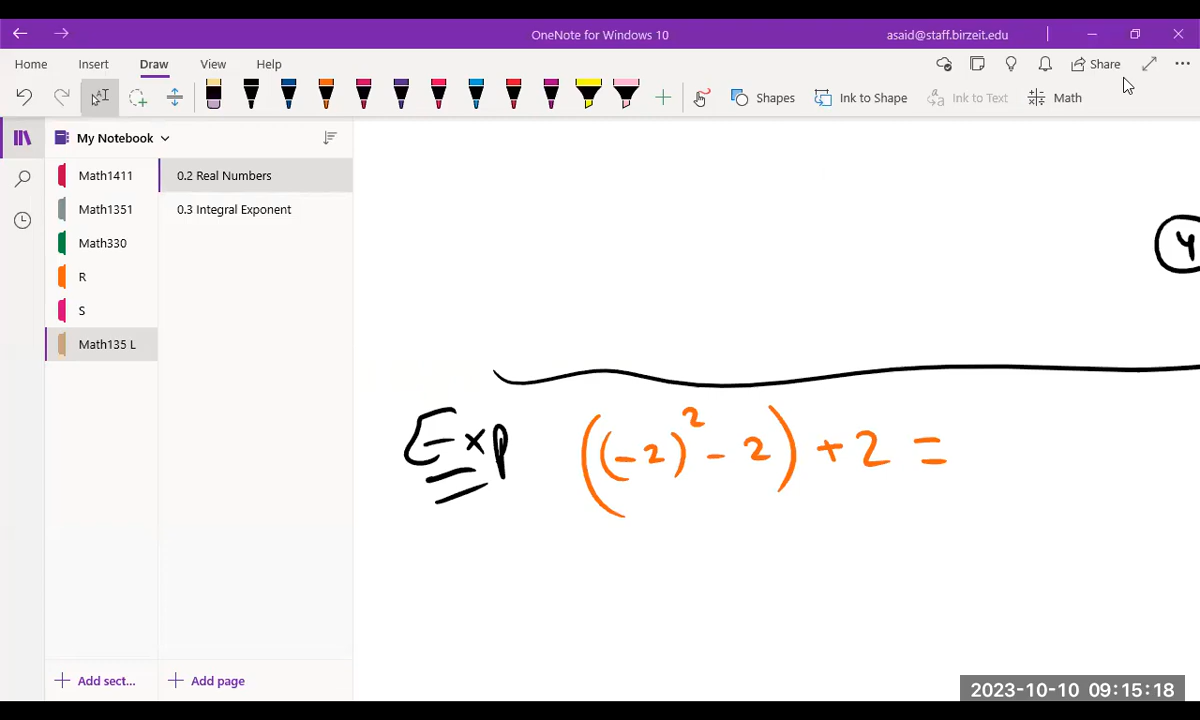 OneNote for Windows 10
asaid@staff.birzeit.edu
Home Insert Draw View Help Share
Shapes Ink to Shape Ink to Text Math
My Notebook
Math1411
Math1351
Math330
R
S
Math135 L
0.2 Real Numbers
0.3 Integral Exponent
4
Exp ((-2)² - 2) + 2 =
+ Add sect... + Add page
2023-10-10 09:15:18